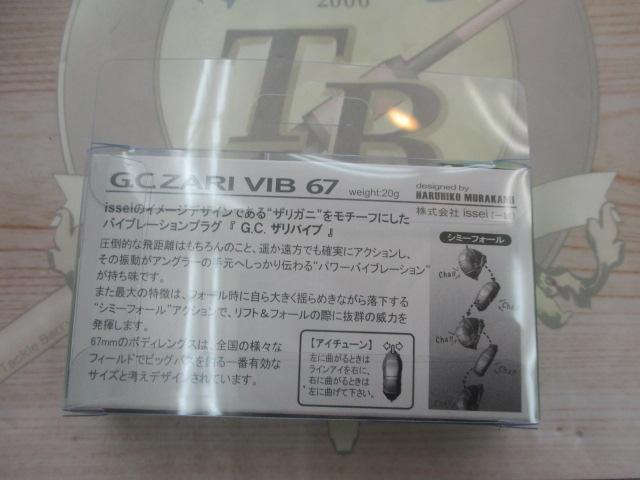 2006
TB
Tackle Berry
G.C.ZARI VIB 67
weight:20g
designed by
HARUHIKO MURAKAMI
株式会社 issei [一誠]
isseiのイメージデザインである“ザリガニ”をモチーフにした
バイブレーションプラグ『 G.C. ザリバイブ 』
圧倒的な飛距離はもちろんのこと、遥か遠方でも確実にアクションし、
その振動がアングラーの手元へしっかり伝わる“パワーバイブレーション”
が持ち味です。
また最大の特徴は、フォール時に自ら大きく揺らめきながら落下する
“シミーフォール”アクションで、リフト&フォールの際に抜群の威力を
発揮します。
67mmのボディレングスは、全国の様々な
フィールドでビッグバスを釣る一番有効な
サイズと考えデザインされています。
【アイチューン】
左に曲がるときは
ラインアイを右に、
右に曲がるときは
左に曲げて下さい。
シミーフォール
Chari
Chari
Chari
Chari